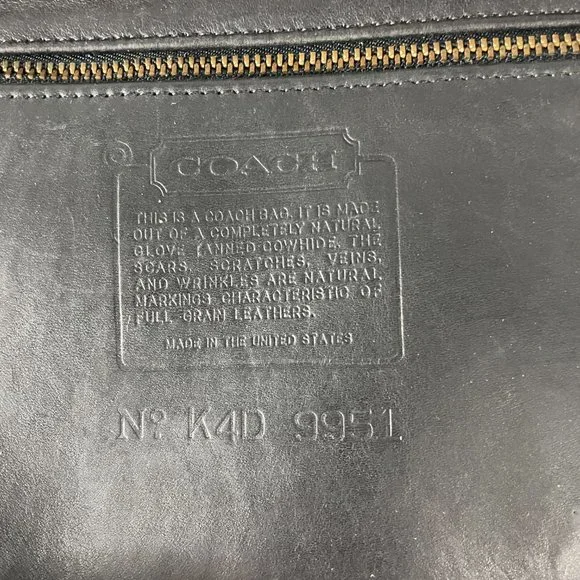 COACH
THIS IS A COACH BAG. IT IS MADE
OUT OF A COMPLETELY NATURAL
GLOVE TANNED COWHIDE. THE
SCARS, SCRATCHES, VEINS,
AND WRINKLES ARE NATURAL
MARKINGS CHARACTERISTIC OF
FULL GRAIN LEATHERS.
MADE IN THE UNITED STATES
Nº K4D 9951